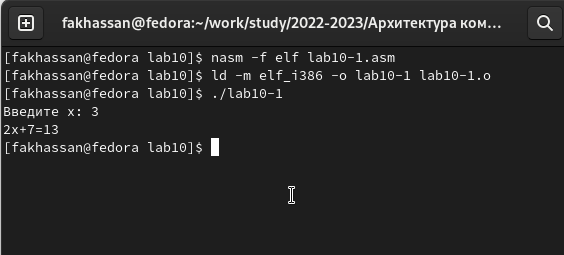 fakhassan@fedora:~/work/study/2022-2023/Архитектура ком...
[fakhassan@fedora lab10]$ nasm -f elf lab10-1.asm
[fakhassan@fedora lab10]$ ld -m elf_i386 -o lab10-1 lab10-1.o
[fakhassan@fedora lab10]$ ./lab10-1
Введите x: 3
2x+7=13
[fakhassan@fedora lab10]$